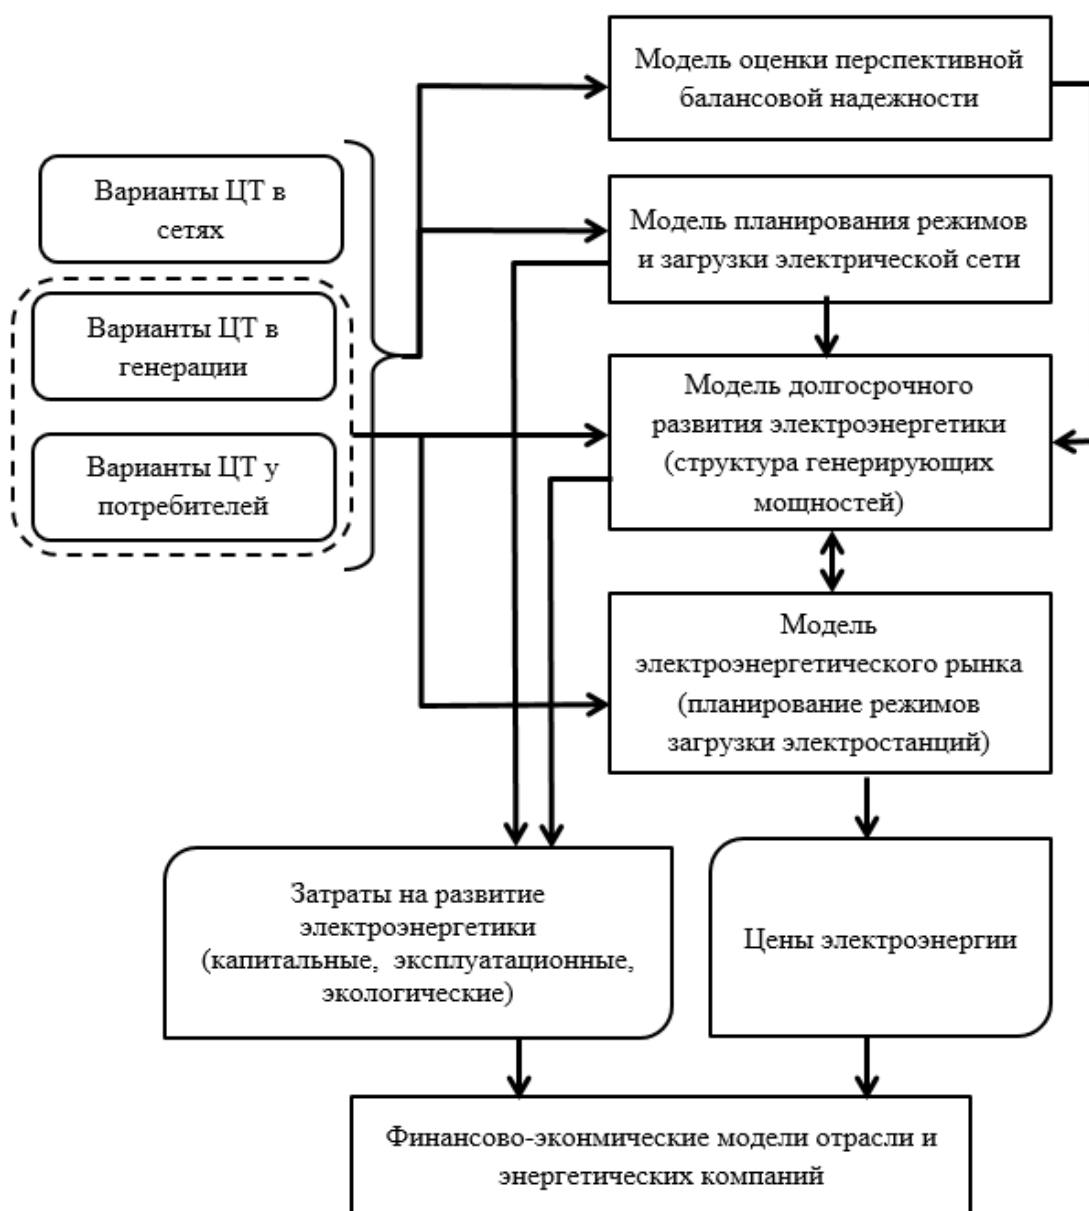 Модель оценки перспективной
балансовой надежности
Варианты ЦТ в
сетях
Модель планирования режимов
и загрузки электрической сети
Варианты ЦТ в
генерации
Модель долгосрочного
развития электроэнергетики
(структура генерирующих
мощностей)
Варианты ЦТ у
потребителей
Модель
электроэнергетического рынка
(планирование режимов
загрузки электростанций)
Затраты на развитие
электроэнергетики
(капитальные, эксплуатационные,
экологические)
Цены электроэнергии
Финансово-эконмические модели отрасли и
энергетических компаний